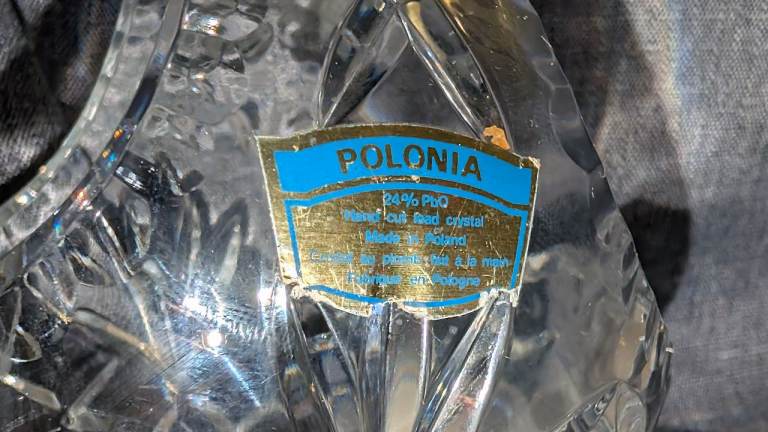 POLONIA
24% PbO
Hand cut lead crystal
Made in Poland
Cristal au plomb fait à la main
Fabriqué en Pologne